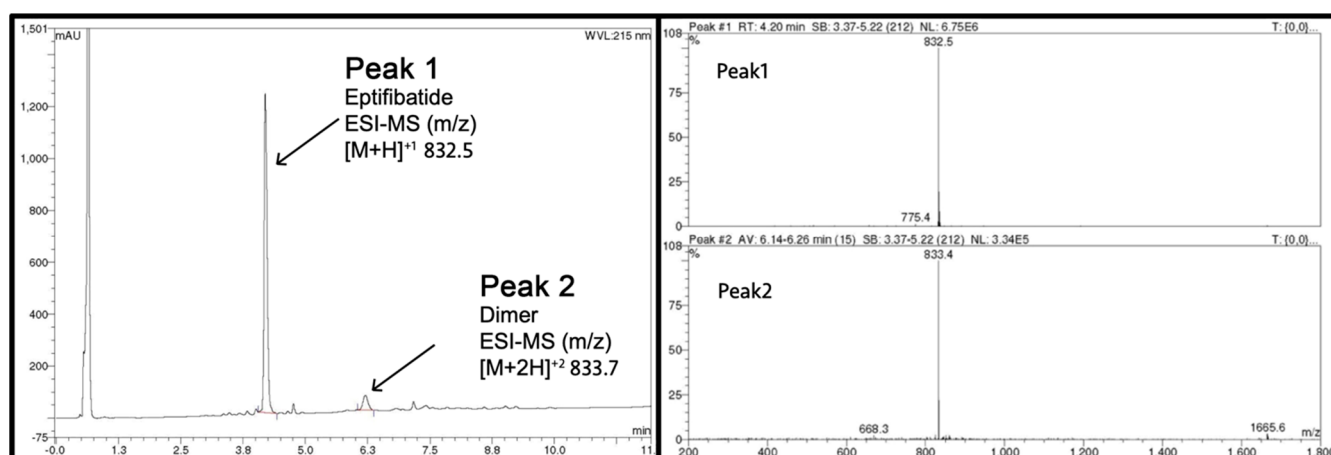 1,501
mAU
WVL:215 nm
1,200
1,000
800
600
400
200
-75
-0.0
1.3
2.5
3.8
5.0
6.3
7.5
8.8
10.0
11.
min
Peak 1
Eptifibatide
ESI-MS (m/z)
[M+H]+1 832.5
Peak 2
Dimer
ESI-MS (m/z)
[M+2H]+2 833.7
Peak #1 RT: 4.20 min SB: 3.37-5.22 (212) NL: 6.75E6
T: {0,0}...
108
%
832.5
Peak1
75
50
25
775.4
0
Peak #2 AV: 6.14-6.26 min (15) SB: 3.37-5.22 (212) NL: 3.34E5
T: {0,0}...
108
%
833.4
Peak2
75
50
25
668.3
1665.6
m/z
0
200
400
600
800
1,000
1,200
1,400
1,600
1,800